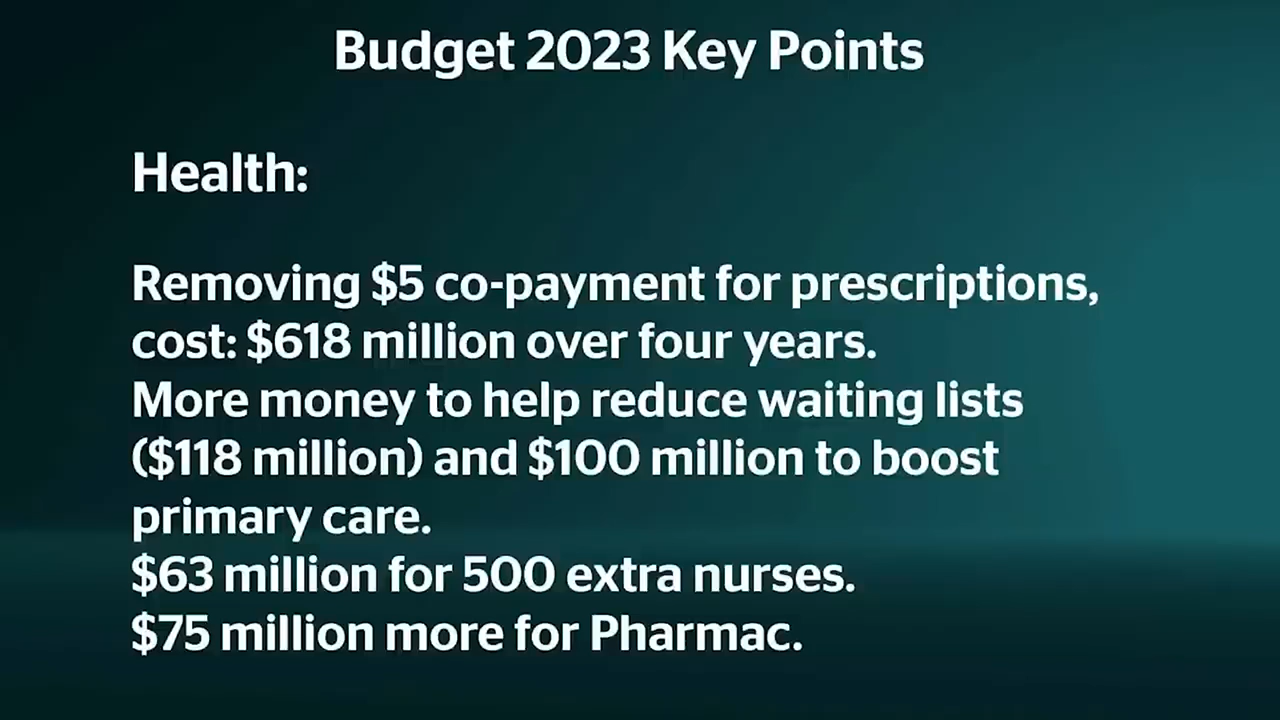 Budget 2023 Key Points
Health:
Removing $5 co-payment for prescriptions,
cost: $618 million over four years.
More money to help reduce waiting lists
($118 million) and $100 million to boost
primary care.
$63 million for 500 extra nurses.
$75 million more for Pharmac.